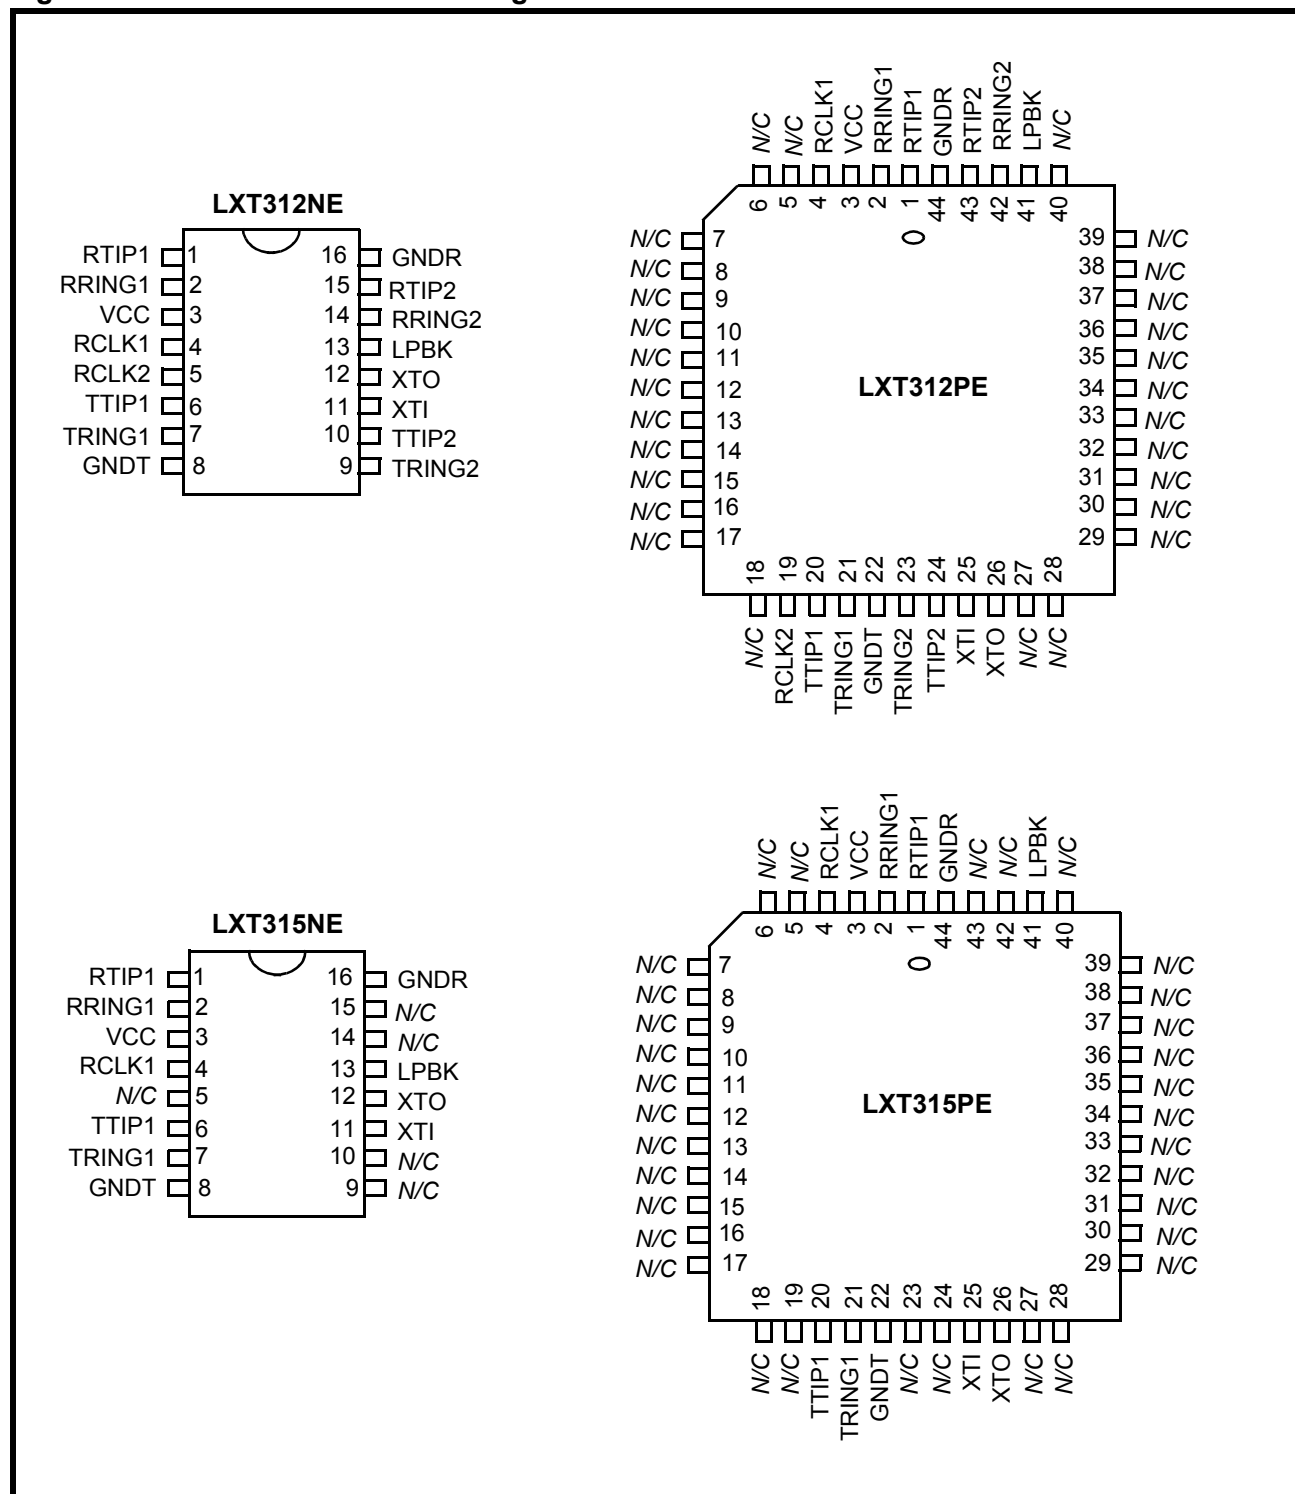 LXT312NE
RTIP1 1 16 GNDR
RRING1 2 15 RTIP2
VCC 3 14 RRING2
RCLK1 4 13 LPBK
RCLK2 5 12 XTO
TTIP1 6 11 XTI
TRING1 7 10 TTIP2
GNDT 8 9 TRING2
N/C N/C RCLK1 VCC RRING1 RTIP1 GNDR RTIP2 RRING2 LPBK N/C
6 5 4 3 2 1 44 43 42 41 40
N/C 7 39 N/C
N/C 8 38 N/C
N/C 9 37 N/C
N/C 10 36 N/C
N/C 11 35 N/C
N/C 12 LXT312PE 34 N/C
N/C 13 33 N/C
N/C 14 32 N/C
N/C 15 31 N/C
N/C 16 30 N/C
N/C 17 29 N/C
18 19 20 21 22 23 24 25 26 27 28
N/C RCLK2 TTIP1 TRING1 GNDT TRING2 TTIP2 XTI XTO N/C N/C
LXT315NE
RTIP1 1 16 GNDR
RRING1 2 15 N/C
VCC 3 14 N/C
RCLK1 4 13 LPBK
N/C 5 12 XTO
TTIP1 6 11 XTI
TRING1 7 10 N/C
GNDT 8 9 N/C
N/C N/C RCLK1 VCC RRING1 RTIP1 GNDR N/C N/C LPBK N/C
6 5 4 3 2 1 44 43 42 41 40
N/C 7 39 N/C
N/C 8 38 N/C
N/C 9 37 N/C
N/C 10 36 N/C
N/C 11 35 N/C
N/C 12 LXT315PE 34 N/C
N/C 13 33 N/C
N/C 14 32 N/C
N/C 15 31 N/C
N/C 16 30 N/C
N/C 17 29 N/C
18 19 20 21 22 23 24 25 26 27 28
N/C N/C TTIP1 TRING1 GNDT N/C N/C XTI XTO N/C N/C